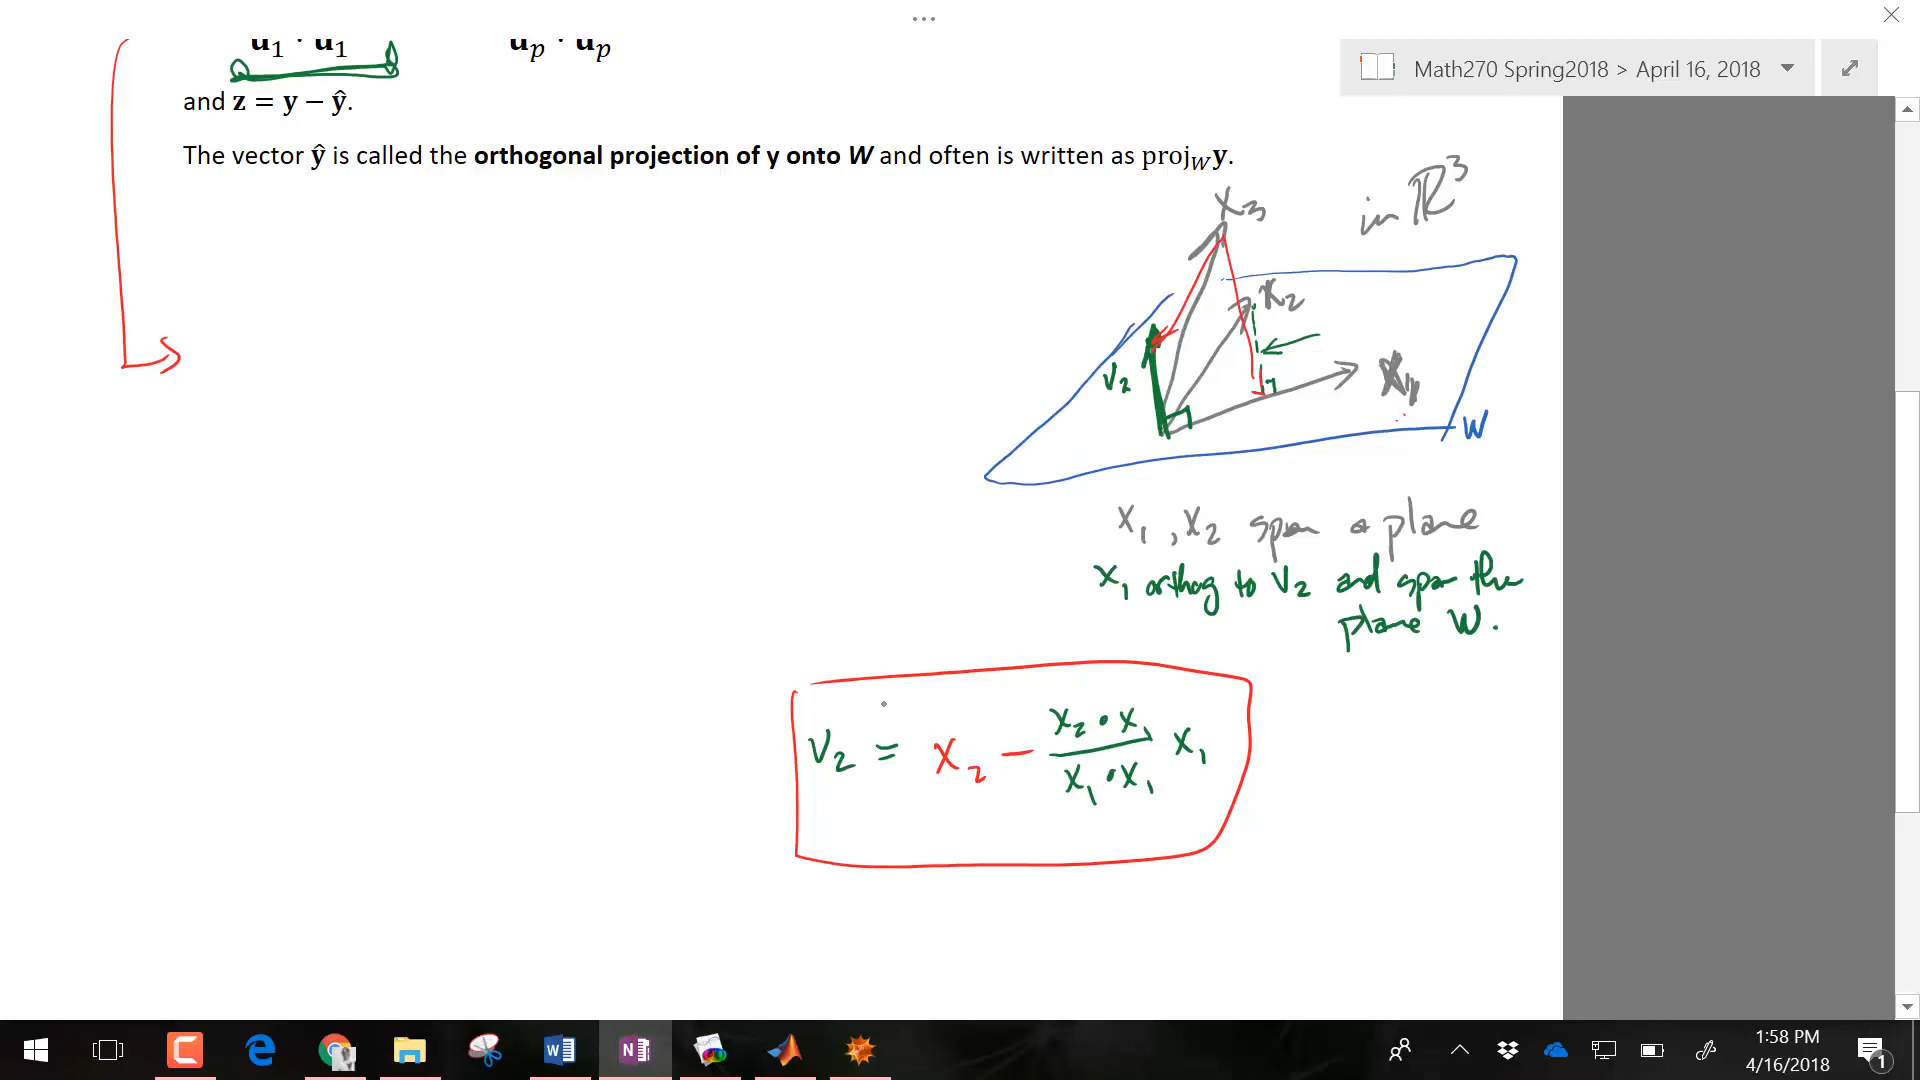 𝐮₁ · 𝐮₁    𝐮ₚ · 𝐮ₚ
Math270 Spring2018 > April 16, 2018
and z = y − ŷ.
The vector ŷ is called the orthogonal projection of y onto W and often is written as proj_W y.
in ℝ³
x₃
x₂
x₁
v₂
W
x₁, x₂ span a plane
x₁ orthog to v₂ and span the
plane W.
v₂ = x₂ − (x₂ · x₁)/(x₁ · x₁) x₁
1:58 PM
4/16/2018
1